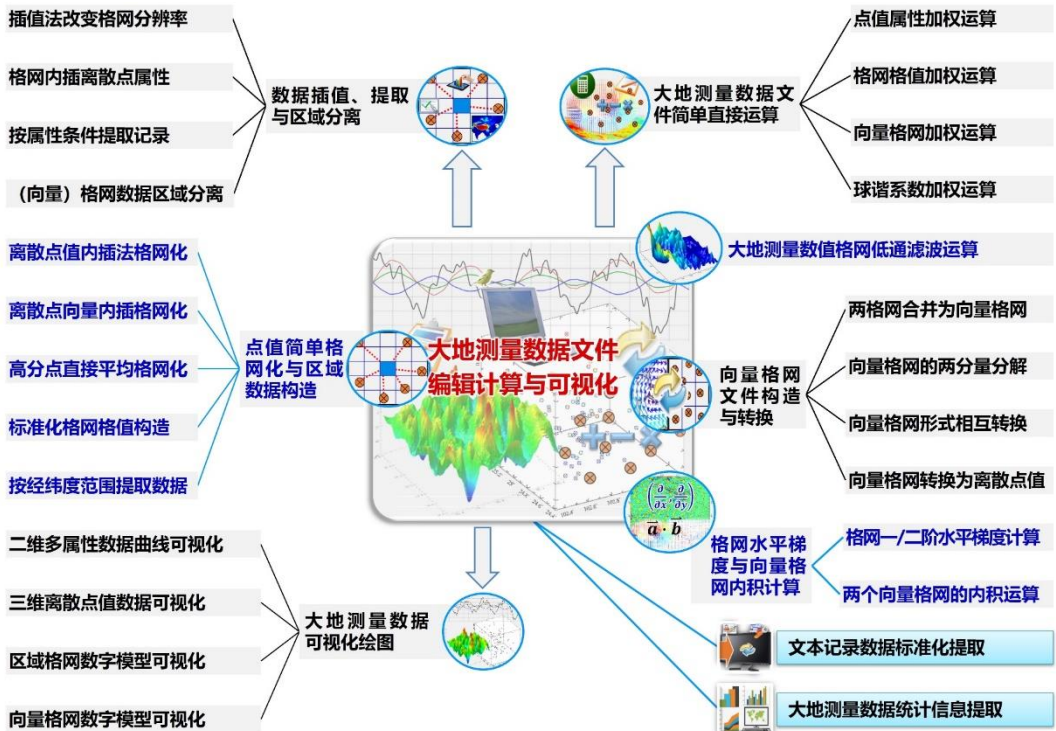 插值法改变格网分辨率
格网内插离散点属性
按属性条件提取记录
（向量）格网数据区域分离
数据插值、提取
与区域分离
大地测量数据文
件简单直接运算
点值属性加权运算
格网格值加权运算
向量格网加权运算
球谐系数加权运算
大地测量数值格网低通滤波运算
离散点值内插法格网化
离散点向量内插格网化
高分点直接平均格网化
标准化格网格值构造
按经纬度范围提取数据
点值简单格
网化与区域
数据构造
大地测量数据文件
编辑计算与可视化
向量格网
文件构造
与转换
两格网合并为向量格网
向量格网的两分量分解
向量格网形式相互转换
向量格网转换为离散点值
(∂/∂x, ∂/∂y)
a⃗ · b⃗
格网水平梯
度与向量格
网内积计算
格网一/二阶水平梯度计算
两个向量格网的内积运算
二维多属性数据曲线可视化
三维离散点值数据可视化
区域格网数字模型可视化
向量格网数字模型可视化
大地测量数据
可视化绘图
文本记录数据标准化提取
大地测量数据统计信息提取